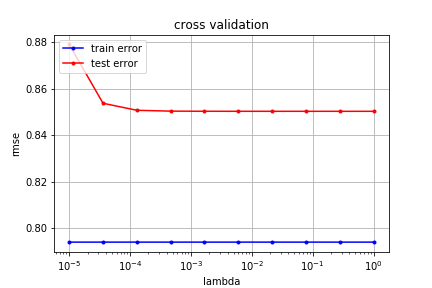 cross validation
train error
test error
0.88
0.86
0.84
0.82
0.80
rmse
10⁻⁵ 10⁻⁴ 10⁻³ 10⁻² 10⁻¹ 10⁰
lambda